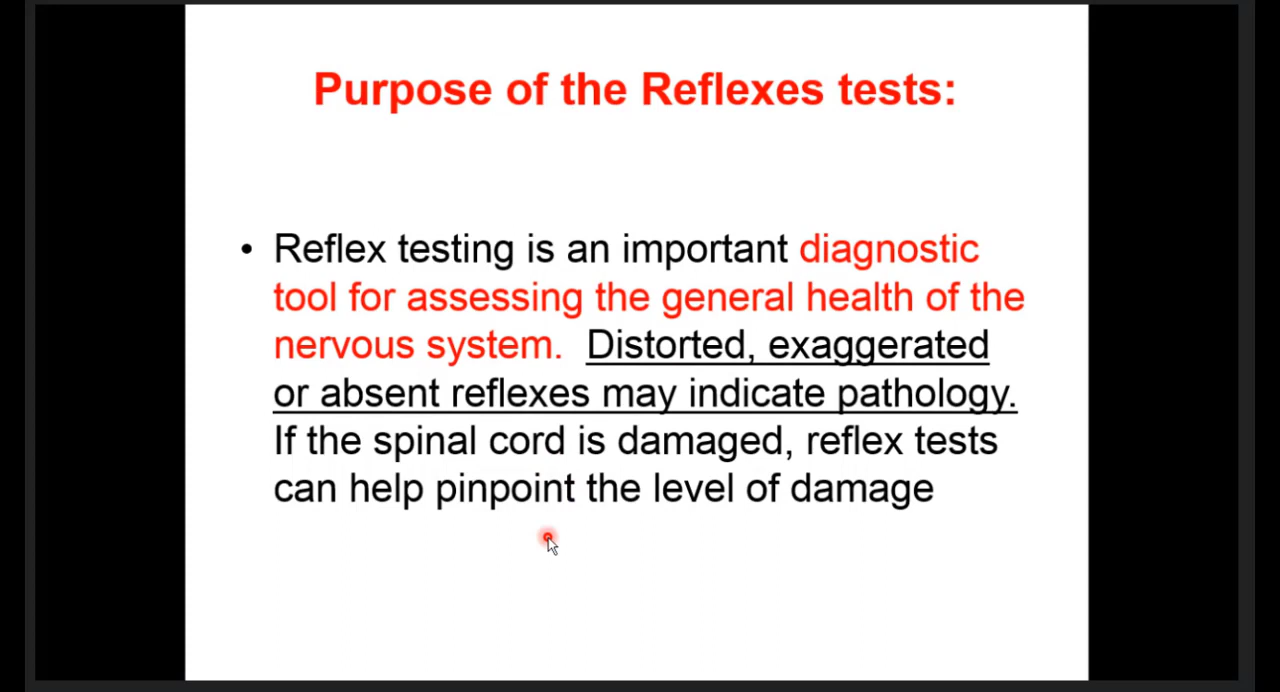 Purpose of the Reflexes tests:
• Reflex testing is an important diagnostic
tool for assessing the general health of the
nervous system. Distorted, exaggerated
or absent reflexes may indicate pathology.
If the spinal cord is damaged, reflex tests
can help pinpoint the level of damage